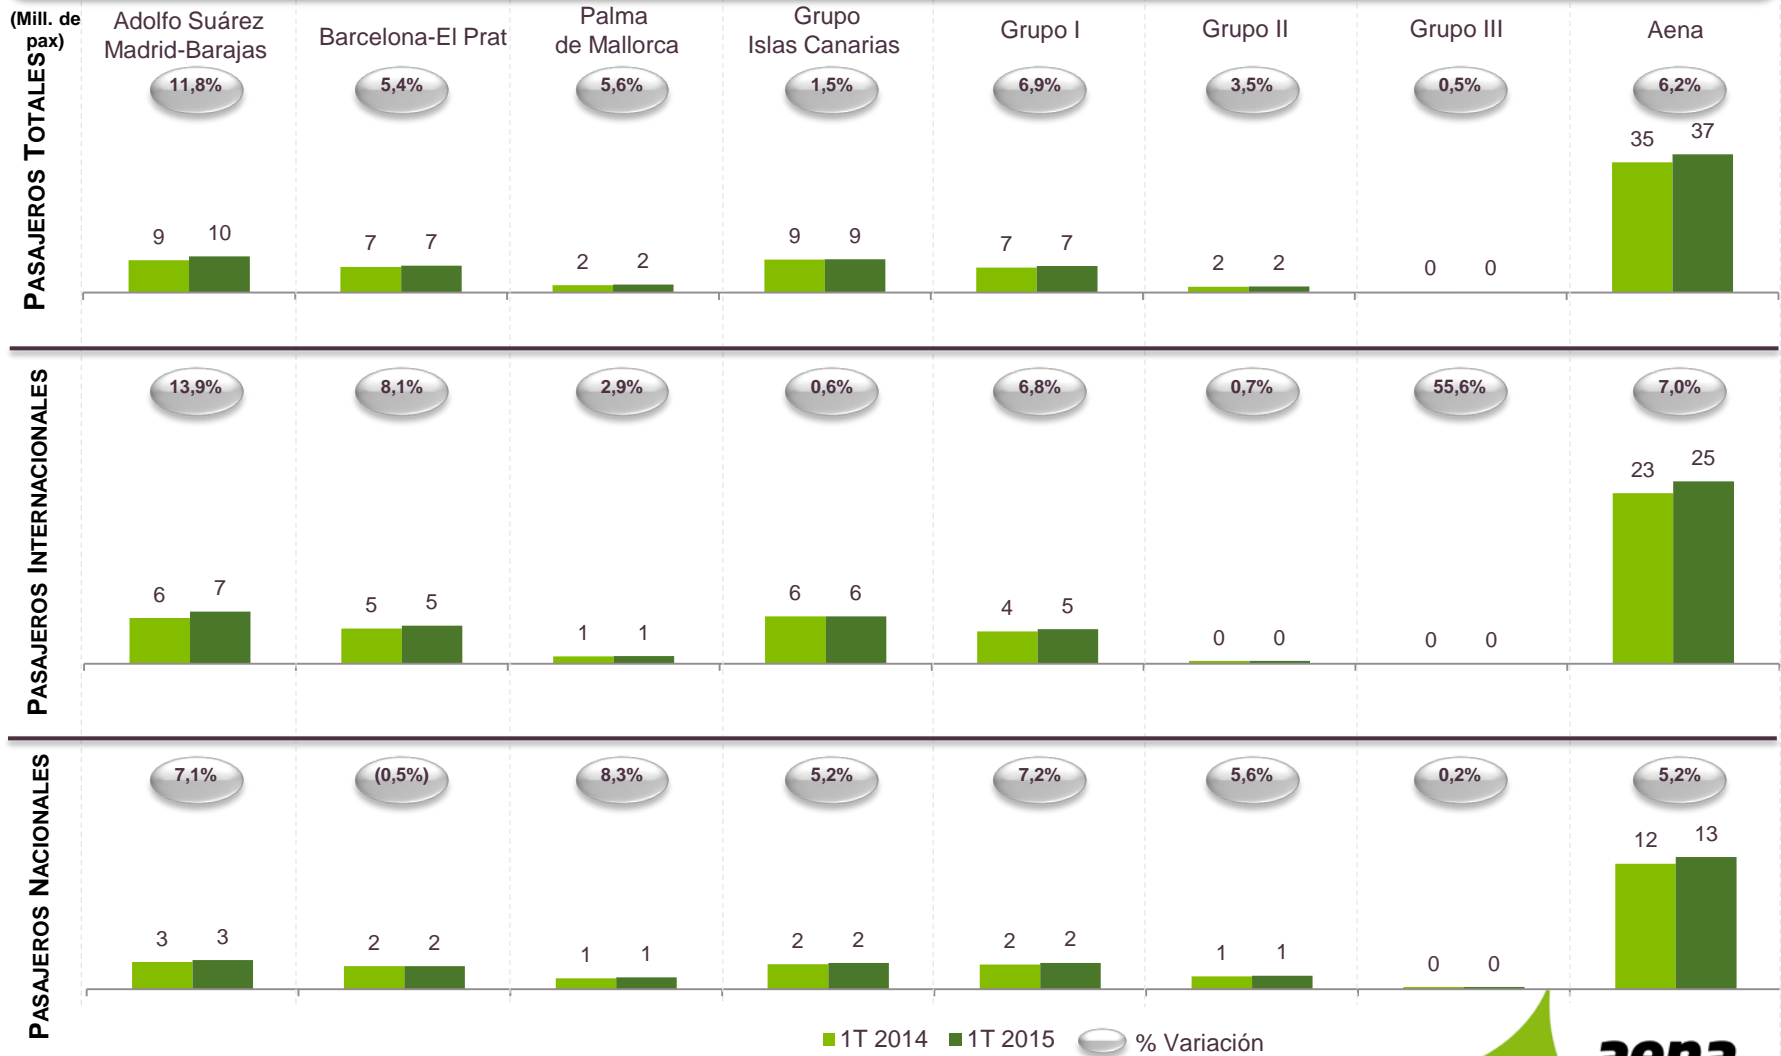 (Mill. de
pax)
Adolfo Suárez
Madrid-Barajas
Barcelona-El Prat
Palma
de Mallorca
Grupo
Islas Canarias
Grupo I
Grupo II
Grupo III
Aena
PASAJEROS TOTALES
11,8% 5,4% 5,6% 1,5% 6,9% 3,5% 0,5% 6,2%
9 10 7 7 2 2 9 9 7 7 2 2 0 0 35 37
PASAJEROS INTERNACIONALES
13,9% 8,1% 2,9% 0,6% 6,8% 0,7% 55,6% 7,0%
6 7 5 5 1 1 6 6 4 5 0 0 0 0 23 25
PASAJEROS NACIONALES
7,1% (0,5%) 8,3% 5,2% 7,2% 5,6% 0,2% 5,2%
3 3 2 2 1 1 2 2 2 2 1 1 0 0 12 13
1T 2014 1T 2015 % Variación
aena